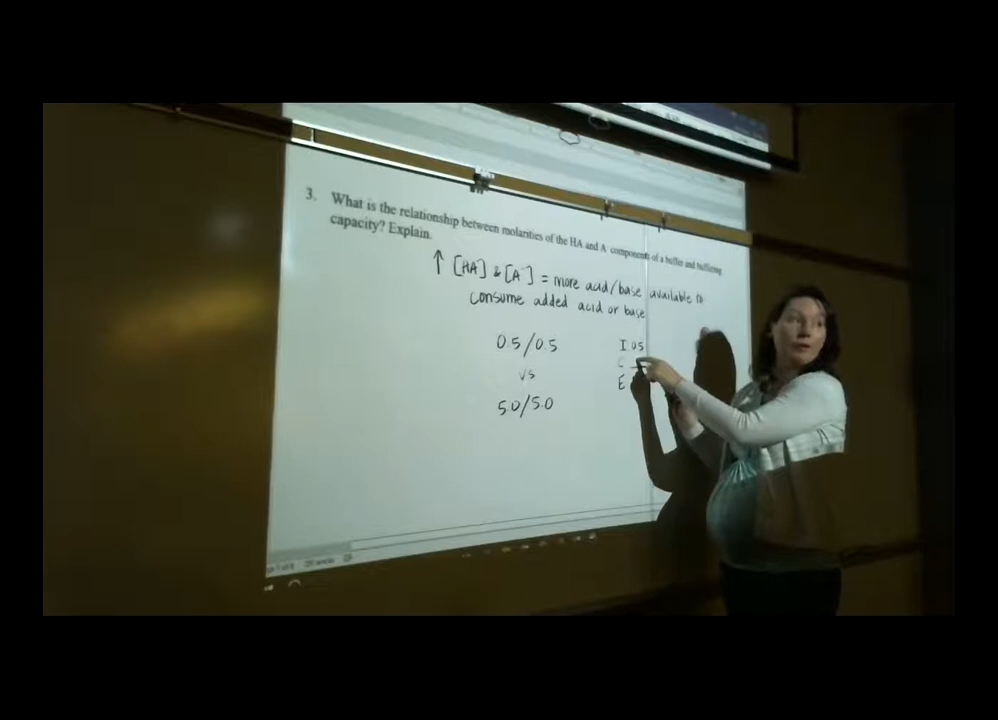 3. What is the relationship between molarities of the HA and A components of a buffer and buffering
capacity? Explain.
↑ [HA] & [A⁻] = more acid/base available to
consume added acid or base
0.5/0.5
I 0.5
vs
C
E
5.0/5.0